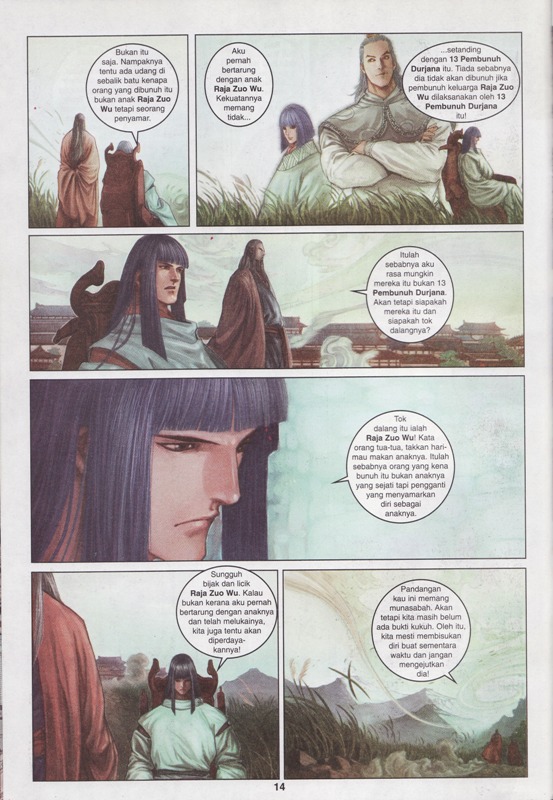 Bukan itu
saja. Nampaknya
tentu ada udang di
sebalik batu kenapa
orang yang dibunuh itu
bukan anak Raja Zuo
Wu tetapi seorang
penyamar.
Aku
pernah
bertarung
dengan anak
Raja Zuo Wu.
Kekuatannya
memang
tidak...
...setanding
dengan 13 Pembunuh
Durjana itu. Tiada sebabnya
dia tidak akan dibunuh jika
pembunuh keluarga Raja Zuo
Wu dilaksanakan oleh 13
Pembunuh Durjana
itu!
Itulah
sebabnya aku
rasa mungkin
mereka itu bukan 13
Pembunuh Durjana.
Akan tetapi siapakah
mereka itu dan
siapakah tok
dalangnya?
Tok
dalang itu ialah
Raja Zuo Wu! Kata
orang tua-tua, takkan hari-
mau makan anaknya. Itulah
sebabnya orang yang kena
bunuh itu bukan anaknya
yang sejati tapi pengganti
yang menyamarkan
diri sebagai
anaknya.
Sungguh
bijak dan licik
Raja Zuo Wu. Kalau
bukan kerana aku pernah
bertarung dengan anaknya
dan telah melukainya,
kita juga tentu akan
diperdaya-
kannya!
Pandangan
kau ini memang
munasabah. Akan
tetapi kita masih belum
ada bukti kukuh. Oleh itu,
kita mesti membisukan
diri buat sementara
waktu dan jangan
mengejutkan
dia!
14